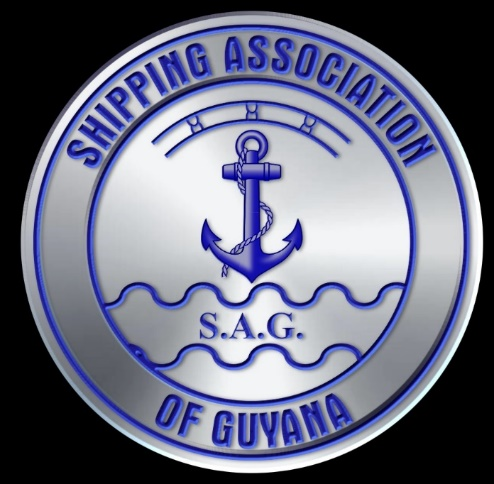 SHIPPING ASSOCIATION
S.A.G.
OF GUYANA